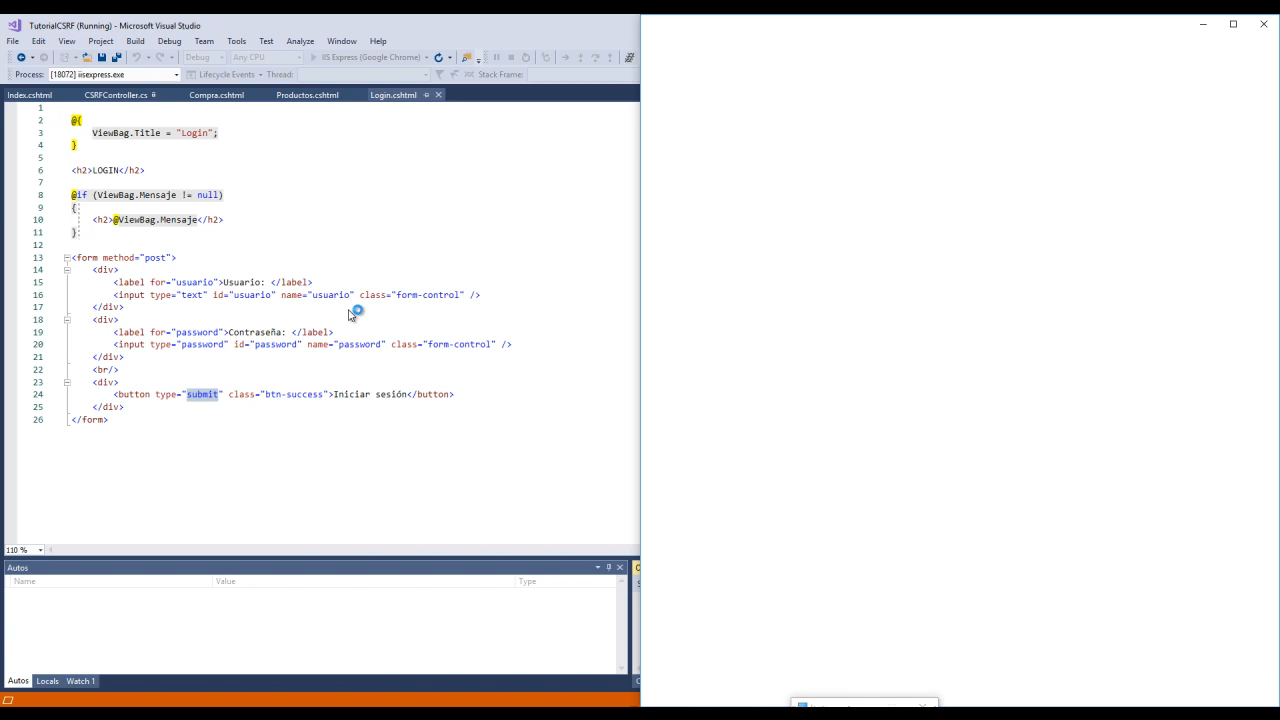 TutorialCSRF (Running) - Microsoft Visual Studio
File Edit View Project Build Debug Team Tools Test Analyze Window Help
Debug Any CPU IIS Express (Google Chrome)
Process: [18072] iisexpress.exe Lifecycle Events Thread: Stack Frame:
Index.cshtml CSRFController.cs Compra.cshtml Productos.cshtml Login.cshtml
1
2 @{
3 ViewBag.Title = "Login";
4 }
5
6 <h2>LOGIN</h2>
7
8 @if (ViewBag.Mensaje != null)
9 {
10 <h2>@ViewBag.Mensaje</h2>
11 }
12
13 <form method="post">
14 <div>
15 <label for="usuario">Usuario: </label>
16 <input type="text" id="usuario" name="usuario" class="form-control" />
17 </div>
18 <div>
19 <label for="password">Contraseña: </label>
20 <input type="password" id="password" name="password" class="form-control" />
21 </div>
22 <br/>
23 <div>
24 <button type="submit" class="btn-success">Iniciar sesión</button>
25 </div>
26 </form>
110 %
Autos
Name Value Type
Autos Locals Watch 1